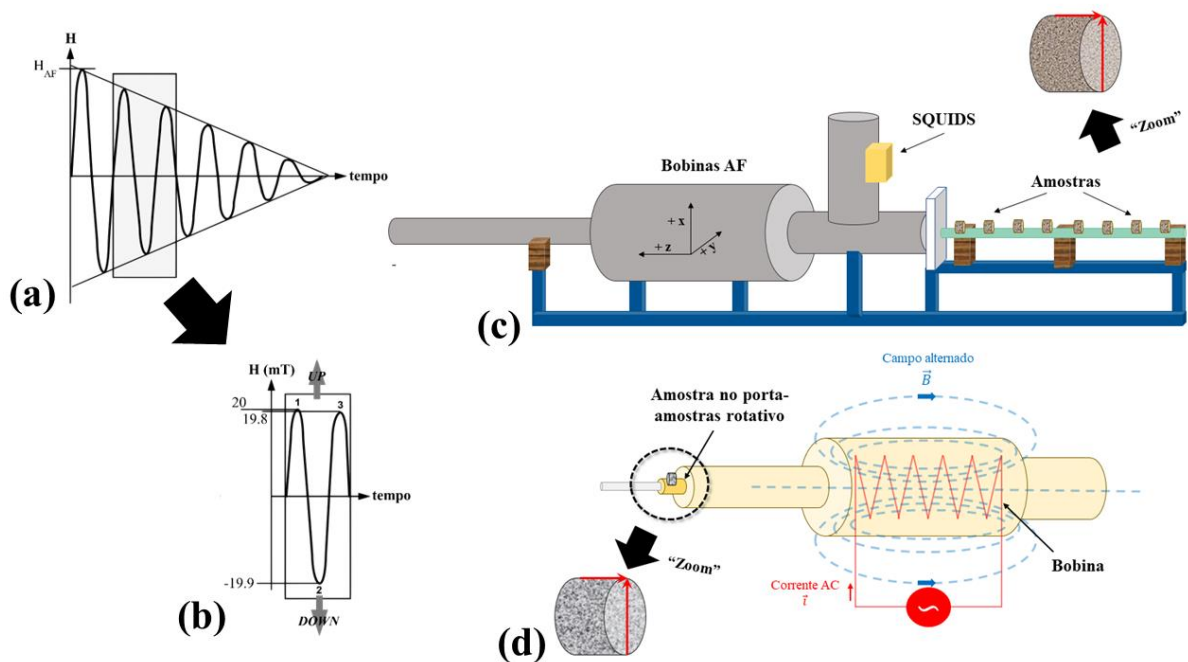 H
H_AF
tempo
(a)
H (mT)
UP
20
1
3
19.8
tempo
-19.9
2
DOWN
(b)
"Zoom"
SQUIDS
Bobinas AF
Amostras
+ x
+ y
+ z
-
(c)
Campo alternado
B⃗
Amostra no porta-
amostras rotativo
"Zoom"
Bobina
Corrente AC
i⃗
(d)